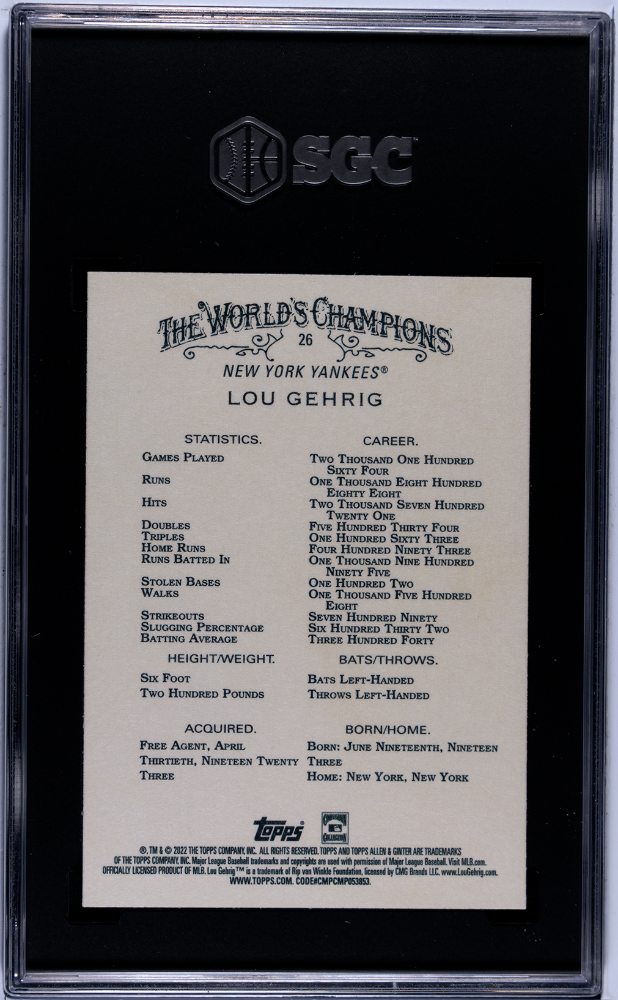 SGC
THE WORLD'S CHAMPIONS
26
NEW YORK YANKEES®
LOU GEHRIG
STATISTICS. CAREER.
GAMES PLAYED TWO THOUSAND ONE HUNDRED
SIXTY FOUR
RUNS ONE THOUSAND EIGHT HUNDRED
EIGHTY EIGHT
HITS TWO THOUSAND SEVEN HUNDRED
TWENTY ONE
DOUBLES FIVE HUNDRED THIRTY FOUR
TRIPLES ONE HUNDRED SIXTY THREE
HOME RUNS FOUR HUNDRED NINETY THREE
RUNS BATTED IN ONE THOUSAND NINE HUNDRED
NINETY FIVE
STOLEN BASES ONE HUNDRED TWO
WALKS ONE THOUSAND FIVE HUNDRED
EIGHT
STRIKEOUTS SEVEN HUNDRED NINETY
SLUGGING PERCENTAGE SIX HUNDRED THIRTY TWO
BATTING AVERAGE THREE HUNDRED FORTY
HEIGHT/WEIGHT. BATS/THROWS.
SIX FOOT BATS LEFT-HANDED
TWO HUNDRED POUNDS THROWS LEFT-HANDED
ACQUIRED. BORN/HOME.
FREE AGENT, APRIL BORN: JUNE NINETEENTH, NINETEEN
THIRTIETH, NINETEEN TWENTY THREE
THREE HOME: NEW YORK, NEW YORK
Topps
®, TM & © 2022 THE TOPPS COMPANY, INC. ALL RIGHTS RESERVED. TOPPS AND TOPPS ALLEN & GINTER ARE TRADEMARKS
OF THE TOPPS COMPANY, INC. Major League Baseball trademarks and copyrights are used with permission of Major League Baseball. Visit MLB.com.
OFFICIALLY LICENSED PRODUCT OF MLB. Lou Gehrig™ is a trademark of Rip van Winkle Foundation, licensed by CMG Brands LLC. www.LouGehrig.com.
WWW.TOPPS.COM. CODE#CMPCMP053853.